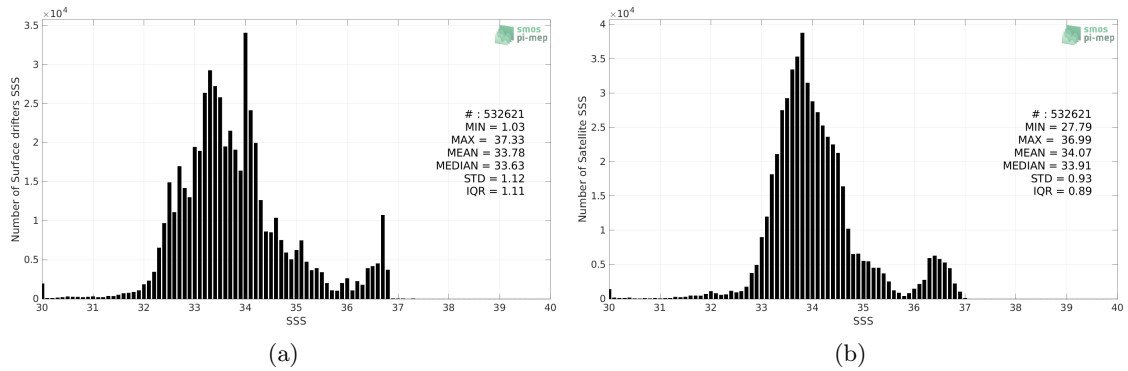 ×10⁴
3.5
3
2.5
2
1.5
1
0.5
0
30 31 32 33 34 35 36 37 38 39 40
Number of Surface drifters SSS
SSS
smos
pi-mep
# : 532621
MIN = 1.03
MAX = 37.33
MEAN = 33.78
MEDIAN = 33.63
STD = 1.12
IQR = 1.11
(a)
×10⁴
4
3.5
3
2.5
2
1.5
1
0.5
0
30 31 32 33 34 35 36 37 38 39 40
Number of Satellite SSS
SSS
smos
pi-mep
# : 532621
MIN = 27.79
MAX = 36.99
MEAN = 34.07
MEDIAN = 33.91
STD = 0.93
IQR = 0.89
(b)